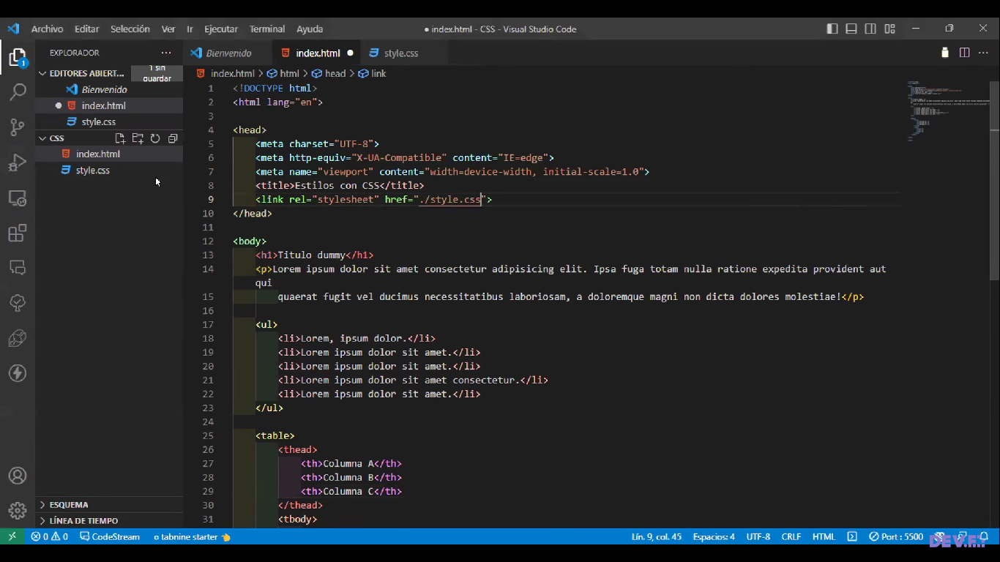 Archivo Editar Selección Ver Ir Ejecutar Terminal Ayuda
● index.html - CSS - Visual Studio Code
EXPLORADOR ...
Bienvenido index.html ● style.css
EDITORES ABIERT... 1 sin guardar
Bienvenido
● index.html
style.css
CSS
index.html
style.css
ESQUEMA
LÍNEA DE TIEMPO
index.html > html > head > link
1 <!DOCTYPE html>
2 <html lang="en">
3
4 <head>
5 <meta charset="UTF-8">
6 <meta http-equiv="X-UA-Compatible" content="IE=edge">
7 <meta name="viewport" content="width=device-width, initial-scale=1.0">
8 <title>Estilos con CSS</title>
9 <link rel="stylesheet" href="./style.css">
10 </head>
11
12 <body>
13 <h1>Titulo dummy</h1>
14 <p>Lorem ipsum dolor sit amet consectetur adipisicing elit. Ipsa fuga totam nulla ratione expedita provident aut
qui
15 quaerat fugit vel ducimus necessitatibus laboriosam, a doloremque magni non dicta dolores molestiae!</p>
16
17 <ul>
18 <li>Lorem, ipsum dolor.</li>
19 <li>Lorem ipsum dolor sit amet.</li>
20 <li>Lorem ipsum dolor sit amet.</li>
21 <li>Lorem ipsum dolor sit amet consectetur.</li>
22 <li>Lorem ipsum dolor sit amet.</li>
23 </ul>
24
25 <table>
26 <thead>
27 <th>Columna A</th>
28 <th>Columna B</th>
29 <th>Columna C</th>
30 </thead>
31 <tbody>
0 0 CodeStream tabnine starter Lín. 9, col. 45 Espacios: 4 UTF-8 CRLF HTML Port : 5500
DEV.F: